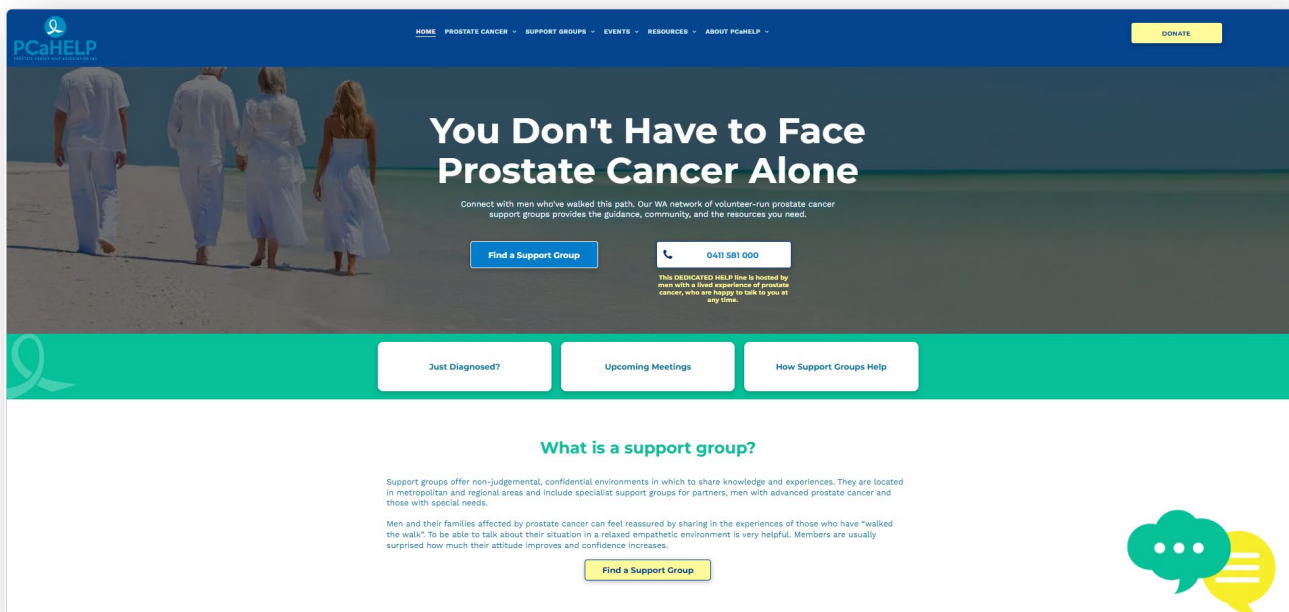 PCaHELP
PROSTATE CANCER HELP ASSOCIATION INC
HOME PROSTATE CANCER SUPPORT GROUPS EVENTS RESOURCES ABOUT PCaHELP
DONATE
You Don't Have to Face
Prostate Cancer Alone
Connect with men who've walked this path. Our WA network of volunteer-run prostate cancer
support groups provides the guidance, community, and the resources you need.
Find a Support Group
0411 581 000
This DEDICATED HELP line is hosted by
men with a lived experience of prostate
cancer, who are happy to talk to you at
any time.
Just Diagnosed?
Upcoming Meetings
How Support Groups Help
What is a support group?
Support groups offer non-judgemental, confidential environments in which to share knowledge and experiences. They are located
in metropolitan and regional areas and include specialist support groups for partners, men with advanced prostate cancer and
those with special needs.
Men and their families affected by prostate cancer can feel reassured by sharing in the experiences of those who have “walked
the walk”. To be able to talk about their situation in a relaxed empathetic environment is very helpful. Members are usually
surprised how much their attitude improves and confidence increases.
Find a Support Group